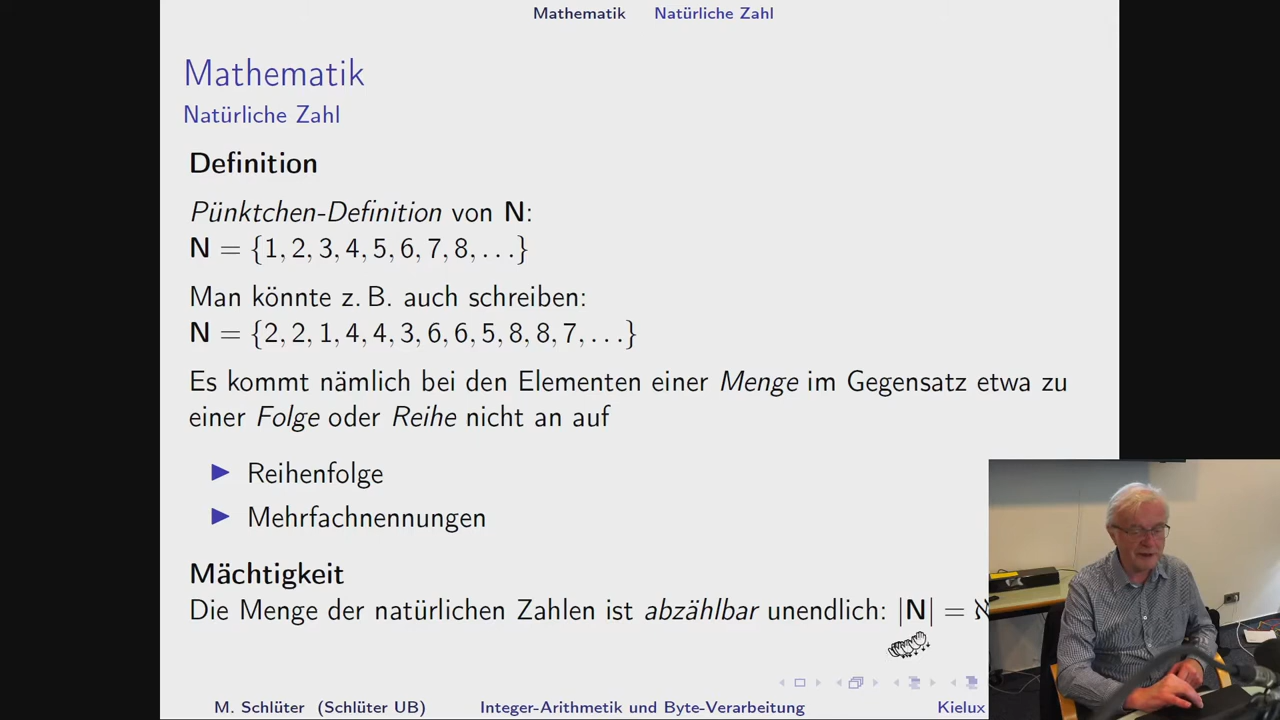 Mathematik Natürliche Zahl
Mathematik
Natürliche Zahl
Definition
Pünktchen-Definition von N:
N = {1, 2, 3, 4, 5, 6, 7, 8, . . .}
Man könnte z. B. auch schreiben:
N = {2, 2, 1, 4, 4, 3, 6, 6, 5, 8, 8, 7, . . .}
Es kommt nämlich bei den Elementen einer Menge im Gegensatz etwa zu
einer Folge oder Reihe nicht an auf
▶ Reihenfolge
▶ Mehrfachnennungen
Mächtigkeit
Die Menge der natürlichen Zahlen ist abzählbar unendlich: |N| = ℵ
M. Schlüter (Schlüter UB) Integer-Arithmetik und Byte-Verarbeitung Kielux